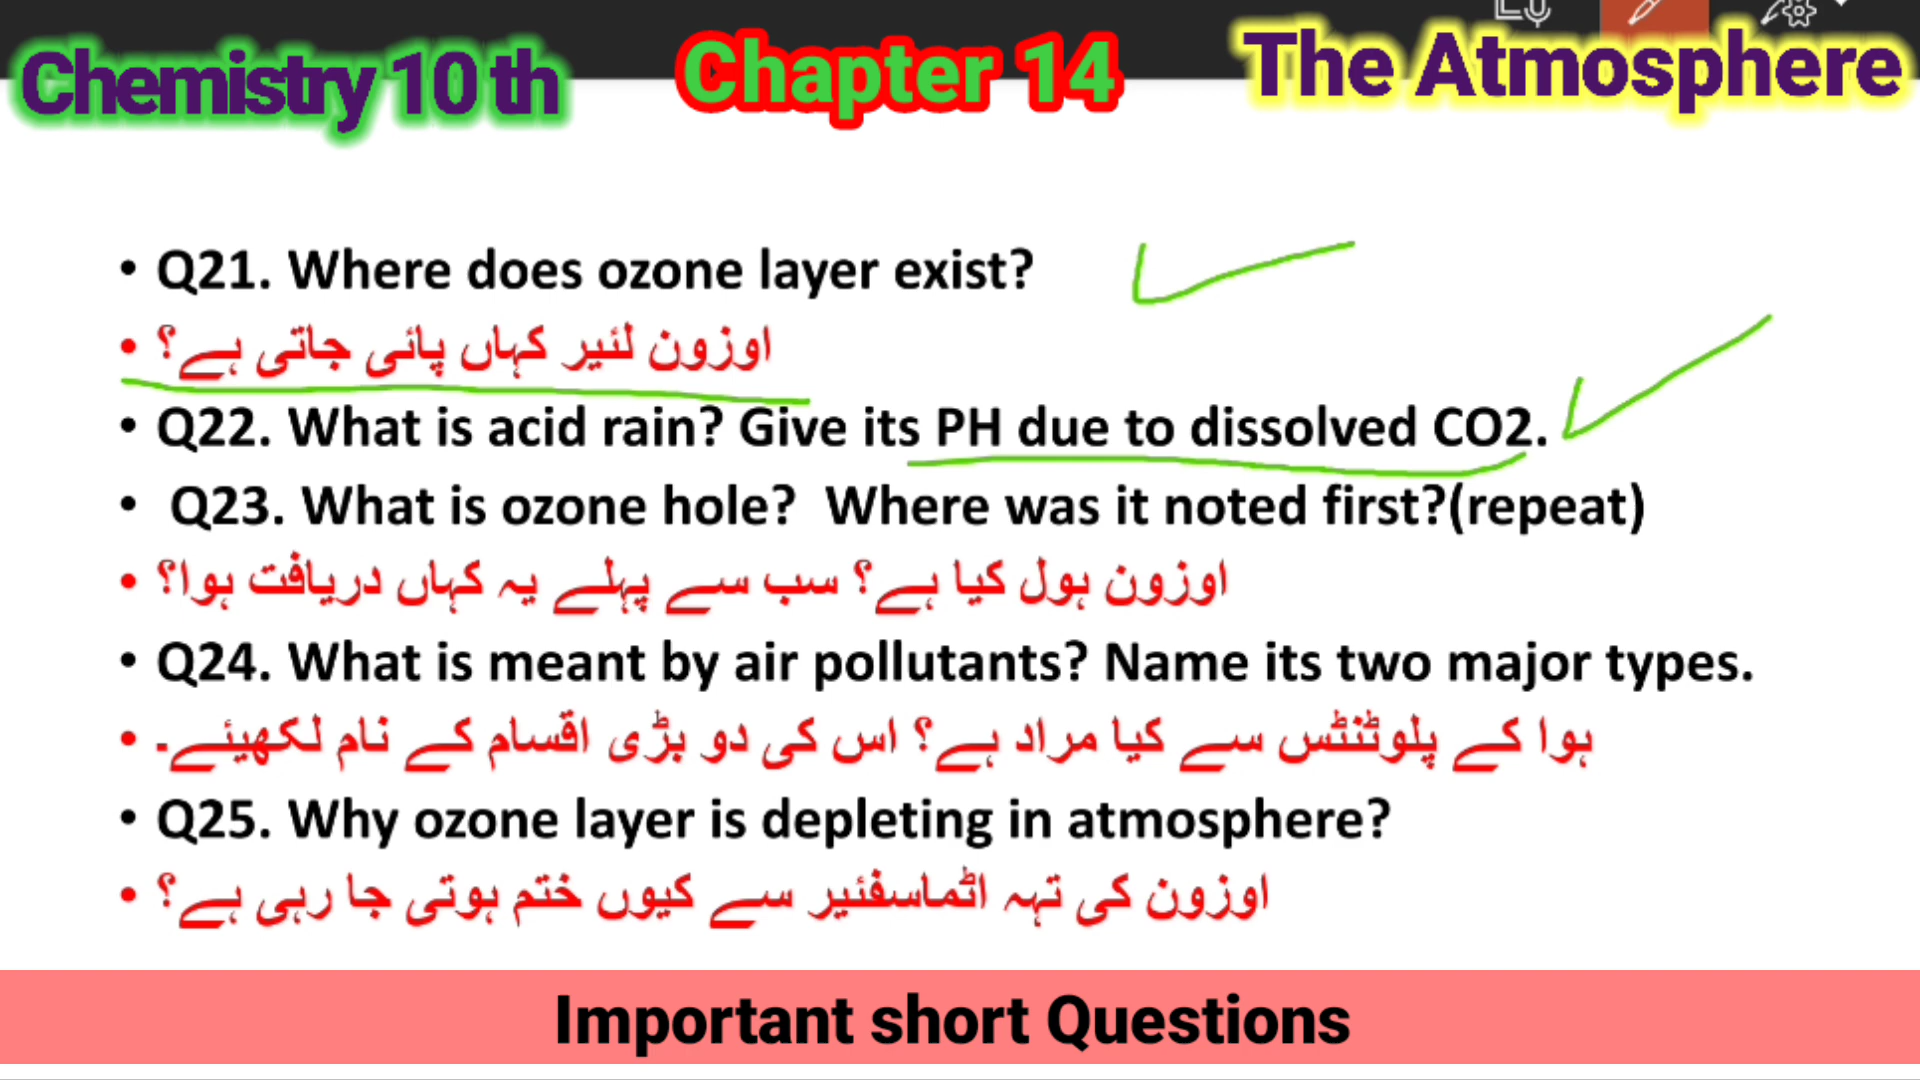 Chemistry 10 th Chapter 14 The Atmosphere
• Q21. Where does ozone layer exist?
• اوزون لئیر کہاں پائی جاتی ہے؟
• Q22. What is acid rain? Give its PH due to dissolved CO2.
• Q23. What is ozone hole? Where was it noted first?(repeat)
• اوزون ہول کیا ہے؟ سب سے پہلے یہ کہاں دریافت ہوا؟
• Q24. What is meant by air pollutants? Name its two major types.
• ہوا کے پلوٹنٹس سے کیا مراد ہے؟ اس کی دو بڑی اقسام کے نام لکھیئے۔
• Q25. Why ozone layer is depleting in atmosphere?
• اوزون کی تہہ اٹماسفئیر سے کیوں ختم ہوتی جا رہی ہے؟
Important short Questions